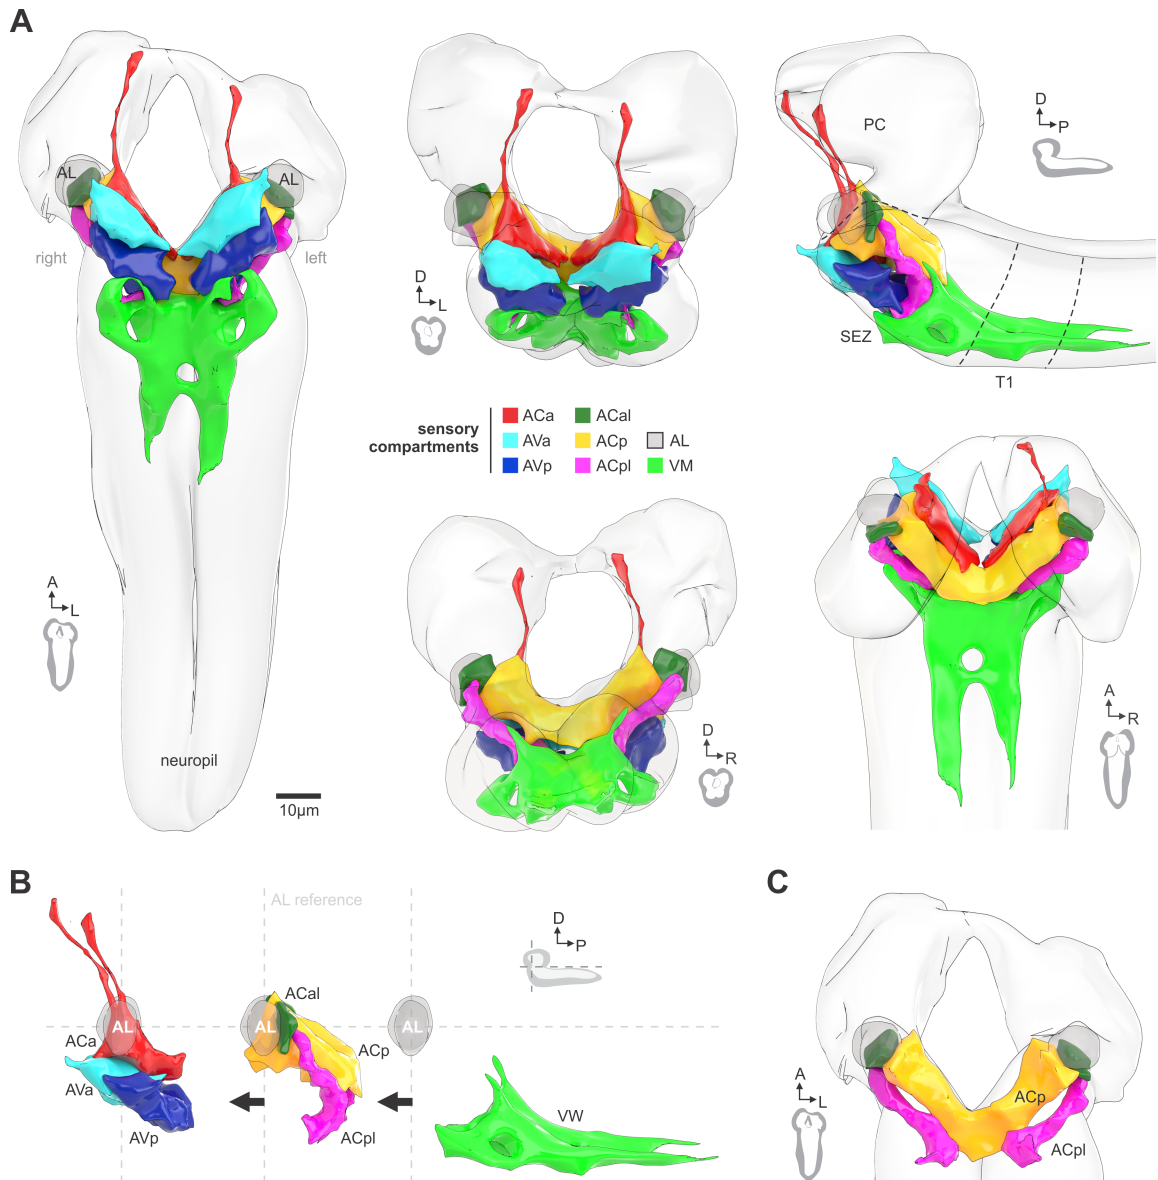 A
AL
AL
right
left
A
L
neuropil
10µm
D
L
PC
D
P
SEZ
T1
sensory
compartments
ACa
ACal
AVa
ACp
AL
AVp
ACpl
VM
D
R
A
R
B
AL reference
D
P
ACal
AL
AL
AL
ACa
ACp
AVa
VW
AVp
ACpl
C
A
L
ACp
ACpl